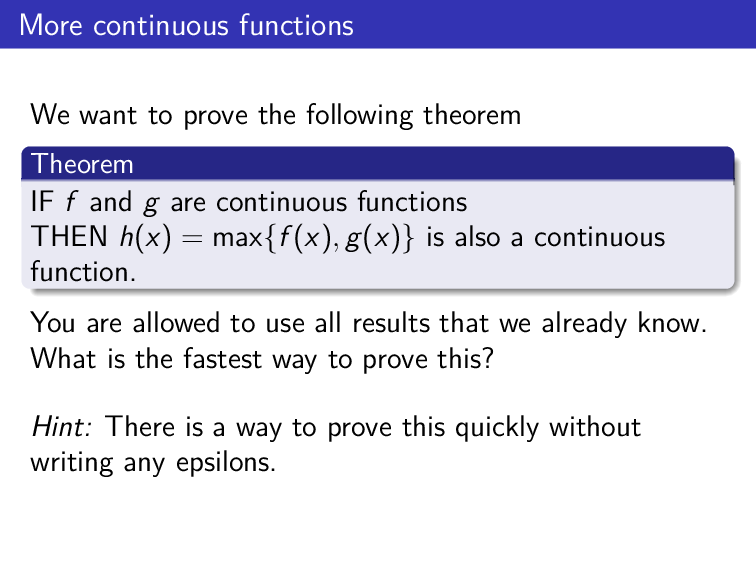 More continuous functions
We want to prove the following theorem
Theorem
IF f and g are continuous functions
THEN h(x) = max{f(x), g(x)} is also a continuous
function.
You are allowed to use all results that we already know.
What is the fastest way to prove this?
Hint: There is a way to prove this quickly without
writing any epsilons.